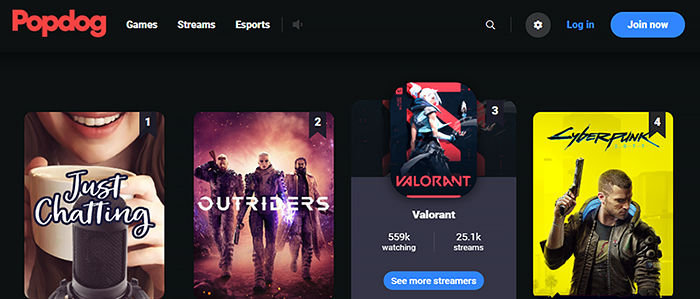 Popdog
Games
Streams
Esports
Log in
Join now
1
2
3
4
Just
Chatting
OUTRIDERS
VALORANT
Valorant
559k
watching
25.1k
streams
See more streamers
Cyberpunk